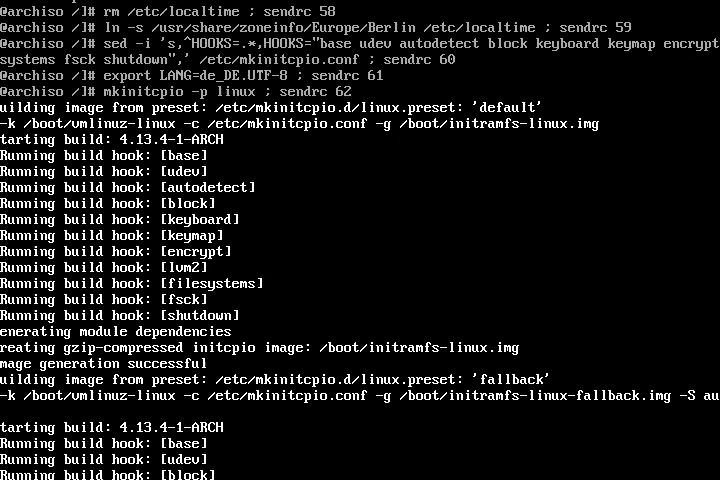 @archiso /]# rm /etc/localtime ; sendrc 58
@archiso /]# ln -s /usr/share/zoneinfo/Europe/Berlin /etc/localtime ; sendrc 59
@archiso /]# sed -i 's,^HOOKS=.*,HOOKS="base udev autodetect block keyboard keymap encrypt
systems fsck shutdown",' /etc/mkinitcpio.conf ; sendrc 60
@archiso /]# export LANG=de_DE.UTF-8 ; sendrc 61
@archiso /]# mkinitcpio -p linux ; sendrc 62
uilding image from preset: /etc/mkinitcpio.d/linux.preset: 'default'
-k /boot/vmlinuz-linux -c /etc/mkinitcpio.conf -g /boot/initramfs-linux.img
tarting build: 4.13.4-1-ARCH
Running build hook: [base]
Running build hook: [udev]
Running build hook: [autodetect]
Running build hook: [block]
Running build hook: [keyboard]
Running build hook: [keymap]
Running build hook: [encrypt]
Running build hook: [lvm2]
Running build hook: [filesystems]
Running build hook: [fsck]
Running build hook: [shutdown]
enerating module dependencies
reating gzip-compressed initcpio image: /boot/initramfs-linux.img
mage generation successful
uilding image from preset: /etc/mkinitcpio.d/linux.preset: 'fallback'
-k /boot/vmlinuz-linux -c /etc/mkinitcpio.conf -g /boot/initramfs-linux-fallback.img -S au
tarting build: 4.13.4-1-ARCH
Running build hook: [base]
Running build hook: [udev]
Running build hook: [block]